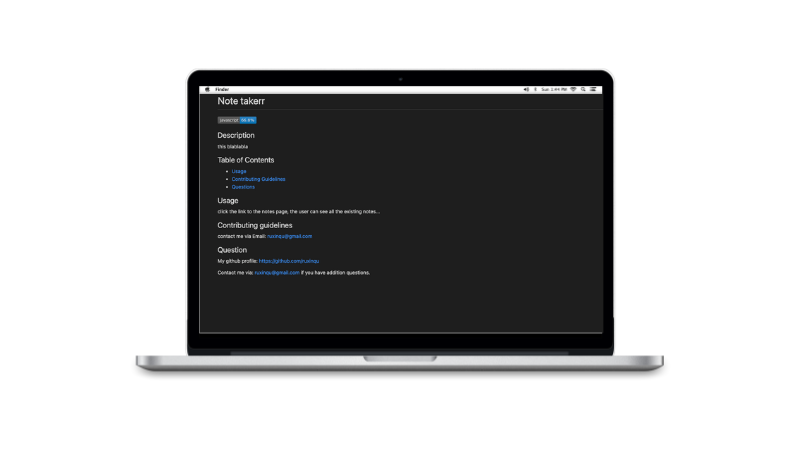 Finder
Sun 1:44 PM
Note takerr
javascript 56.6%
Description
this blablabla
Table of Contents
Usage
Contributing Guidelines
Questions
Usage
click the link to the notes page, the user can see all the existing notes...
Contributing guidelines
contact me via Email: ruxinqu@gmail.com
Question
My github profile: https://github.com/ruxinqu
Contact me via: ruxinqu@gmail.com if you have addition questions.